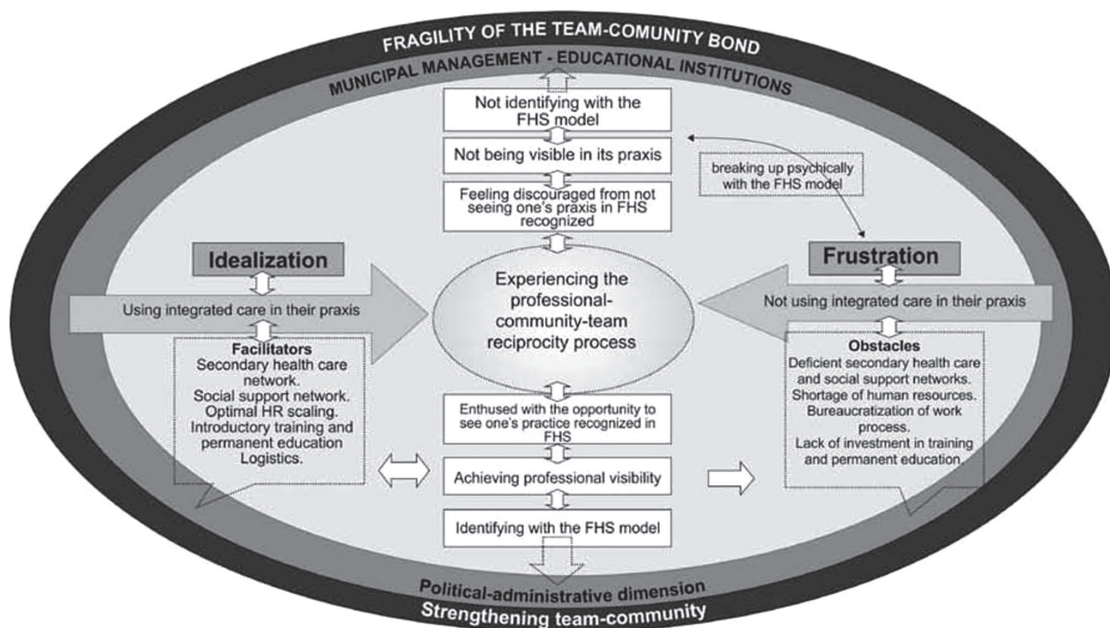 FRAGILITY OF THE TEAM-COMUNITY BOND
MUNICIPAL MANAGEMENT - EDUCATIONAL INSTITUTIONS
Not identifying with the
FHS model
Not being visible in its praxis
breaking up psychically
with the FHS model
Feeling discouraged from not
seeing one's praxis in FHS
recognized
Idealization
Frustration
Experiencing the
professional-
community-team
reciprocity process
Using integrated care in their praxis
Not using integrated care in their praxis
Facilitators
Secondary health care
network.
Social support network.
Optimal HR scaling.
Introductory training and
permanent education
Logistics.
Obstacles
Deficient secondary health care
and social support networks.
Shortage of human resources.
Bureaucratization of work
process.
Lack of investment in training
and permanent education.
Enthused with the opportunity to
see one's practice recognized in
FHS
Achieving professional visibility
Identifying with the FHS model
Political-administrative dimension
Strengthening team-community